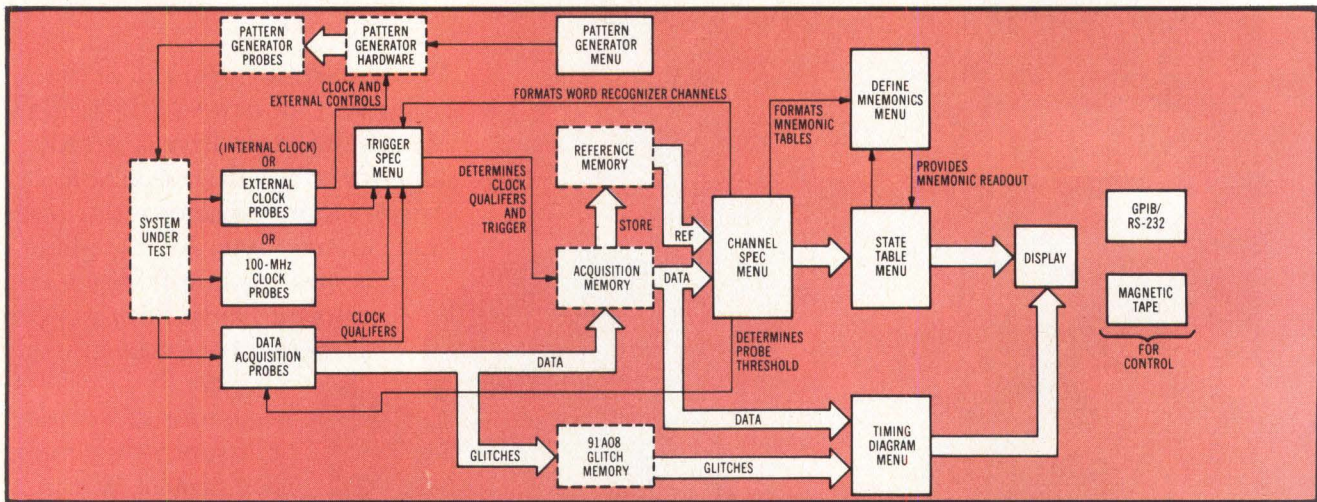 PATTERN
GENERATOR
PROBES
PATTERN
GENERATOR
HARDWARE
PATTERN
GENERATOR
MENU
CLOCK AND
EXTERNAL CONTROLS
FORMATS WORD RECOGNIZER CHANNELS
FORMATS
MNEMONIC
TABLES
DEFINE
MNEMONICS
MENU
(INTERNAL CLOCK)
OR
EXTERNAL
CLOCK
PROBES
OR
100-MHz
CLOCK
PROBES
SYSTEM
UNDER
TEST
TRIGGER
SPEC
MENU
DETERMINES
CLOCK
QUALIFERS
AND
TRIGGER
REFERENCE
MEMORY
STORE
REF
ACQUISITION
MEMORY
DATA
CHANNEL
SPEC
MENU
PROVIDES
MNEMONIC READOUT
STATE
TABLE
MENU
DISPLAY
GPIB/
RS-232
MAGNETIC
TAPE
FOR
CONTROL
CLOCK
QUALIFERS
DATA
ACQUISITION
PROBES
DATA
DETERMINES
PROBE
THRESHOLD
DATA
GLITCHES
91A08
GLITCH
MEMORY
GLITCHES
TIMING
DIAGRAM
MENU